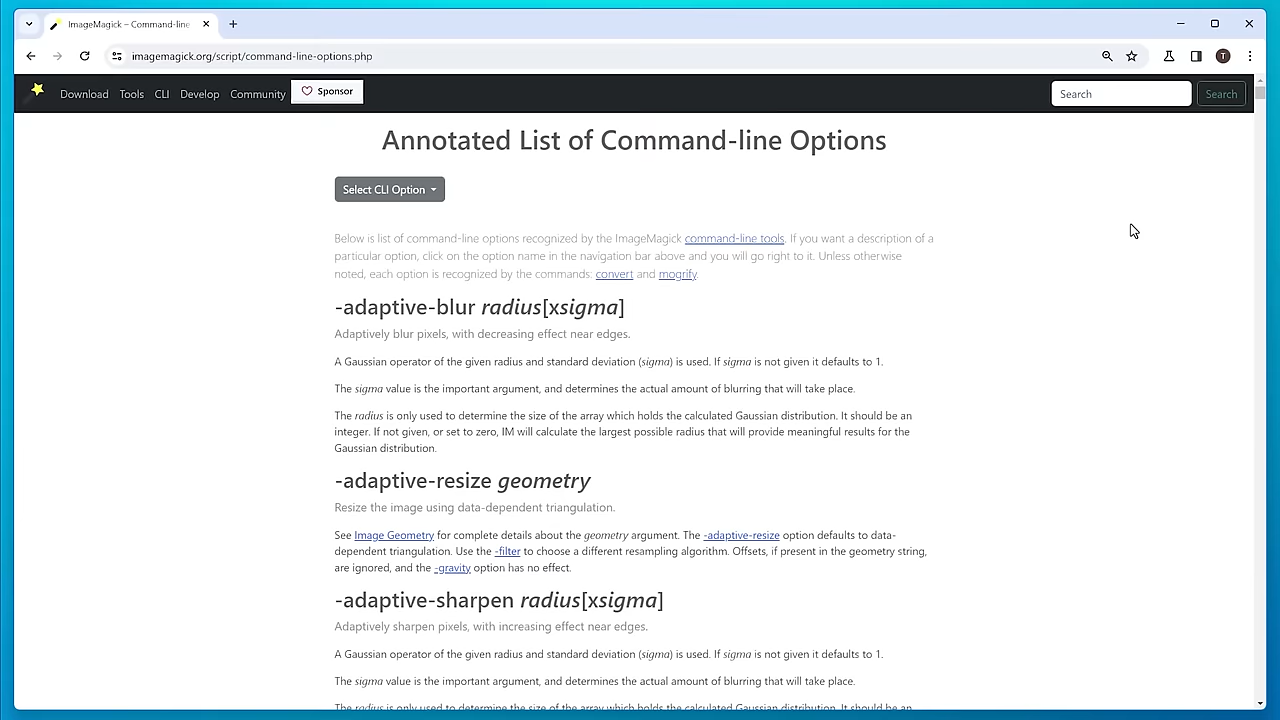 ImageMagick – Command-line
imagemagick.org/script/command-line-options.php
T
Download Tools CLI Develop Community Sponsor Search Search
Annotated List of Command-line Options
Select CLI Option
Below is list of command-line options recognized by the ImageMagick command-line tools. If you want a description of a
particular option, click on the option name in the navigation bar above and you will go right to it. Unless otherwise
noted, each option is recognized by the commands: convert and mogrify.
-adaptive-blur radius[xsigma]
Adaptively blur pixels, with decreasing effect near edges.
A Gaussian operator of the given radius and standard deviation (sigma) is used. If sigma is not given it defaults to 1.
The sigma value is the important argument, and determines the actual amount of blurring that will take place.
The radius is only used to determine the size of the array which holds the calculated Gaussian distribution. It should be an
integer. If not given, or set to zero, IM will calculate the largest possible radius that will provide meaningful results for the
Gaussian distribution.
-adaptive-resize geometry
Resize the image using data-dependent triangulation.
See Image Geometry for complete details about the geometry argument. The -adaptive-resize option defaults to data-
dependent triangulation. Use the -filter to choose a different resampling algorithm. Offsets, if present in the geometry string,
are ignored, and the -gravity option has no effect.
-adaptive-sharpen radius[xsigma]
Adaptively sharpen pixels, with increasing effect near edges.
A Gaussian operator of the given radius and standard deviation (sigma) is used. If sigma is not given it defaults to 1.
The sigma value is the important argument, and determines the actual amount of blurring that will take place.
The radius is only used to determine the size of the array which holds the calculated Gaussian distribution. It should be an